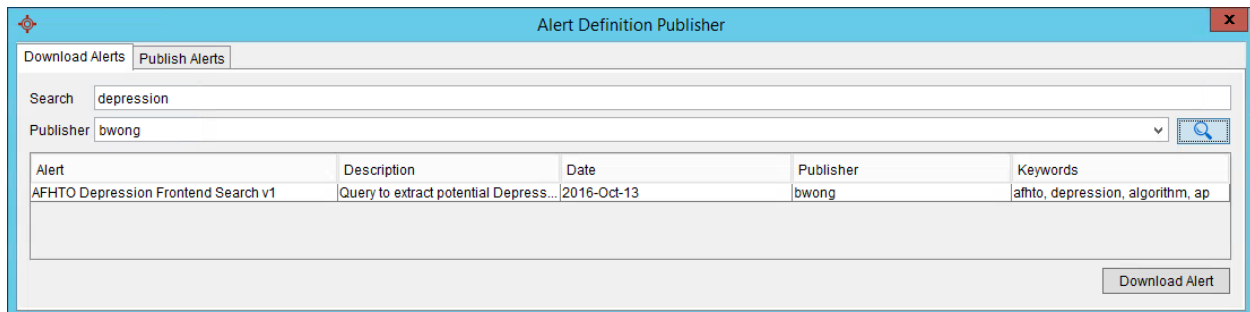 Alert Definition Publisher
x
Download Alerts Publish Alerts
Search depression
Publisher bwong
Alert Description Date Publisher Keywords
AFHTO Depression Frontend Search v1 Query to extract potential Depress... 2016-Oct-13 bwong afhto, depression, algorithm, ap
Download Alert